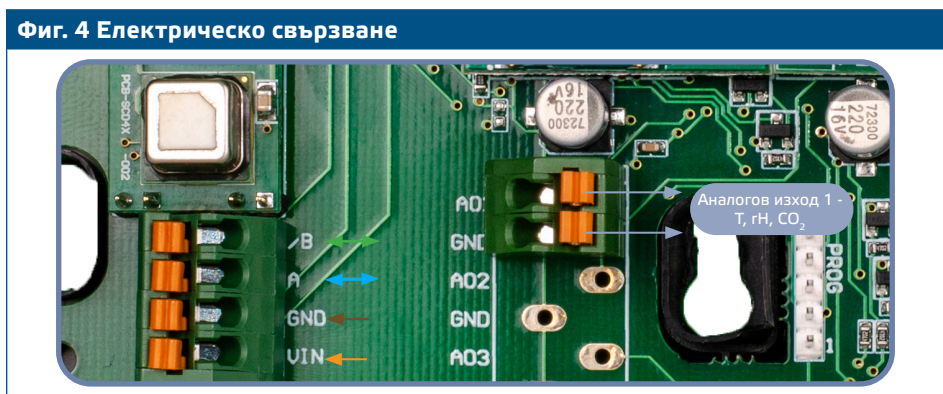 Фиг. 4 Електрическо свързване
PCB-SCD4X
-002
72300
220
16V
72300
220
16V
AO1
Аналогов изход 1 -
T, rH, CO₂
/B
GND
A
AO2
PROG
GND
GND
VIN
AO3
1